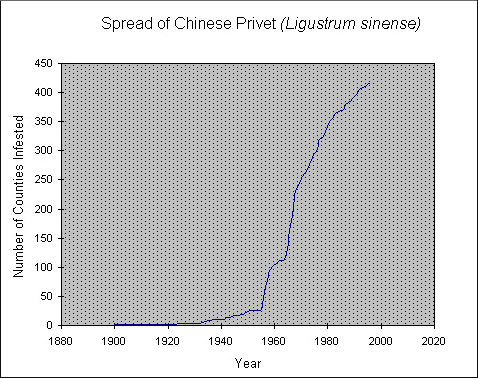 Spread of Chinese Privet (Ligustrum sinense)
450
400
350
300
250
200
150
100
50
0
Number of Counties Infested
1880 1900 1920 1940 1960 1980 2000 2020
Year